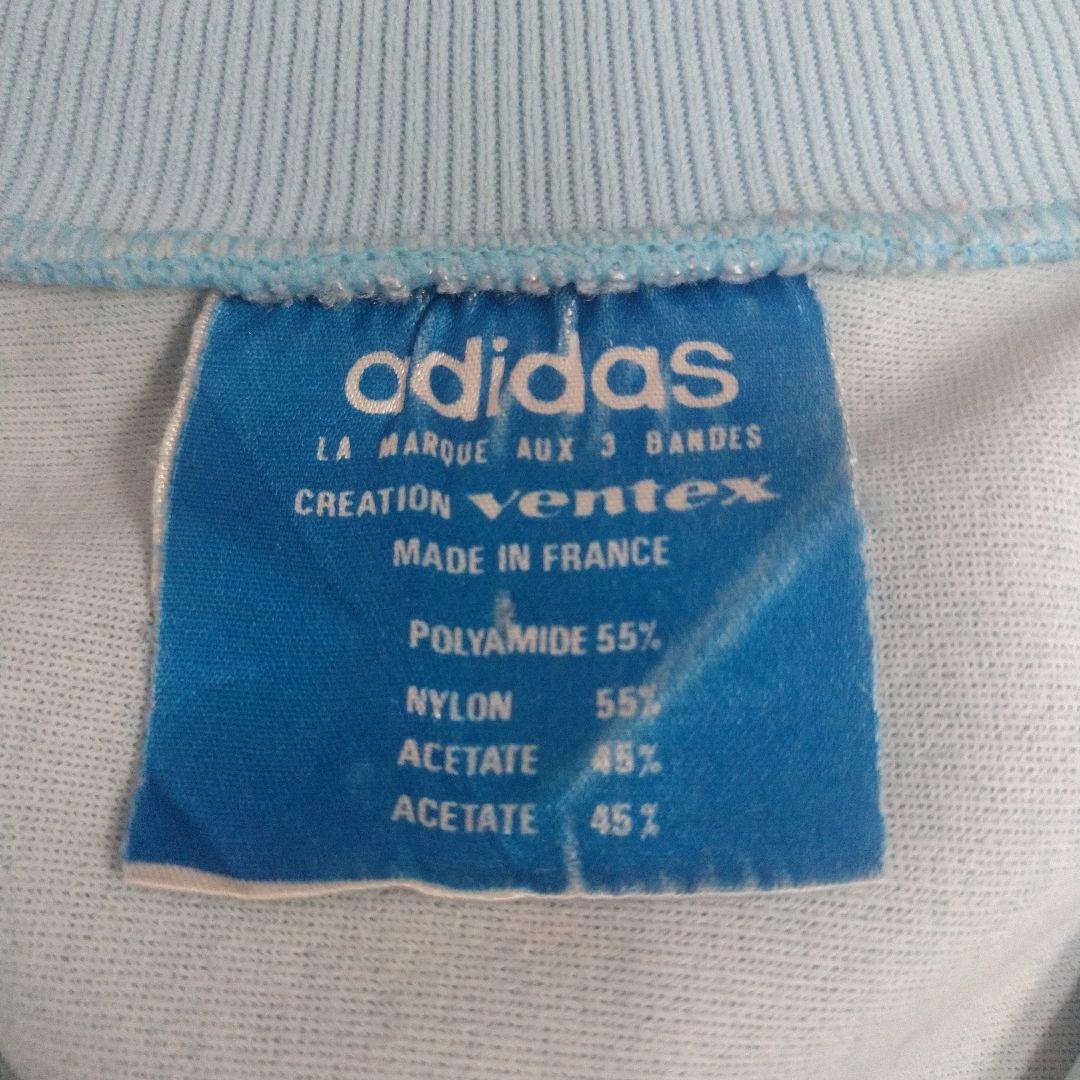 adidas
LA MARQUE AUX 3 BANDES
CREATION ventex
MADE IN FRANCE
POLYAMIDE 55%
NYLON 55%
ACETATE 45%
ACETATE 45%